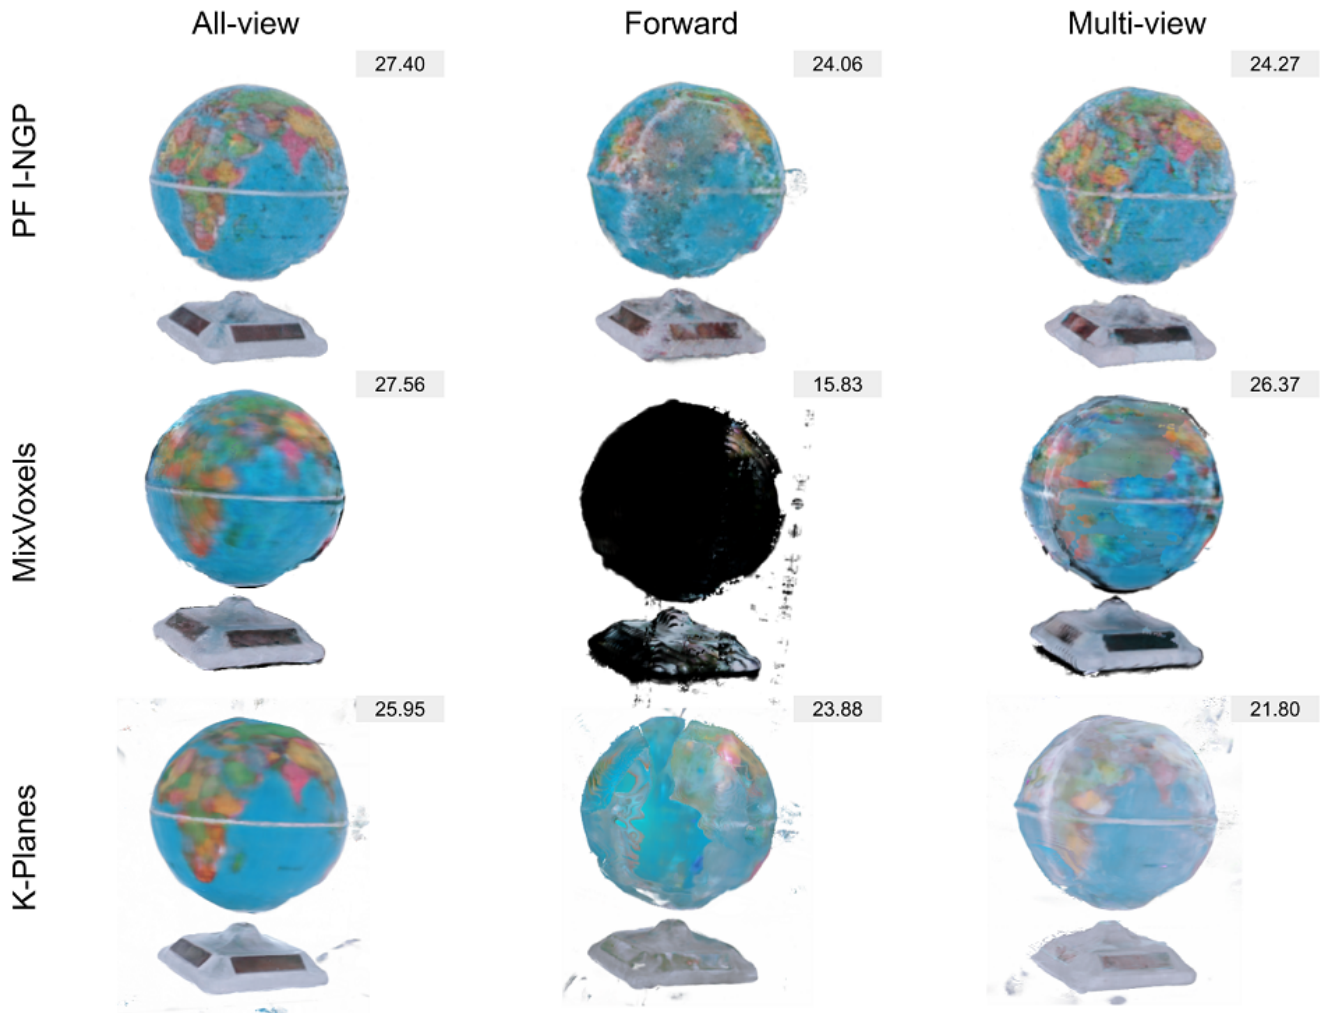 All-view Forward Multi-view
PF I-NGP 27.40 24.06 24.27
MixVoxels 27.56 15.83 26.37
K-Planes 25.95 23.88 21.80